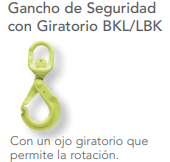 Gancho de Seguridad
con Giratorio BKL/LBK
Con un ojo giratorio que
permite la rotación.